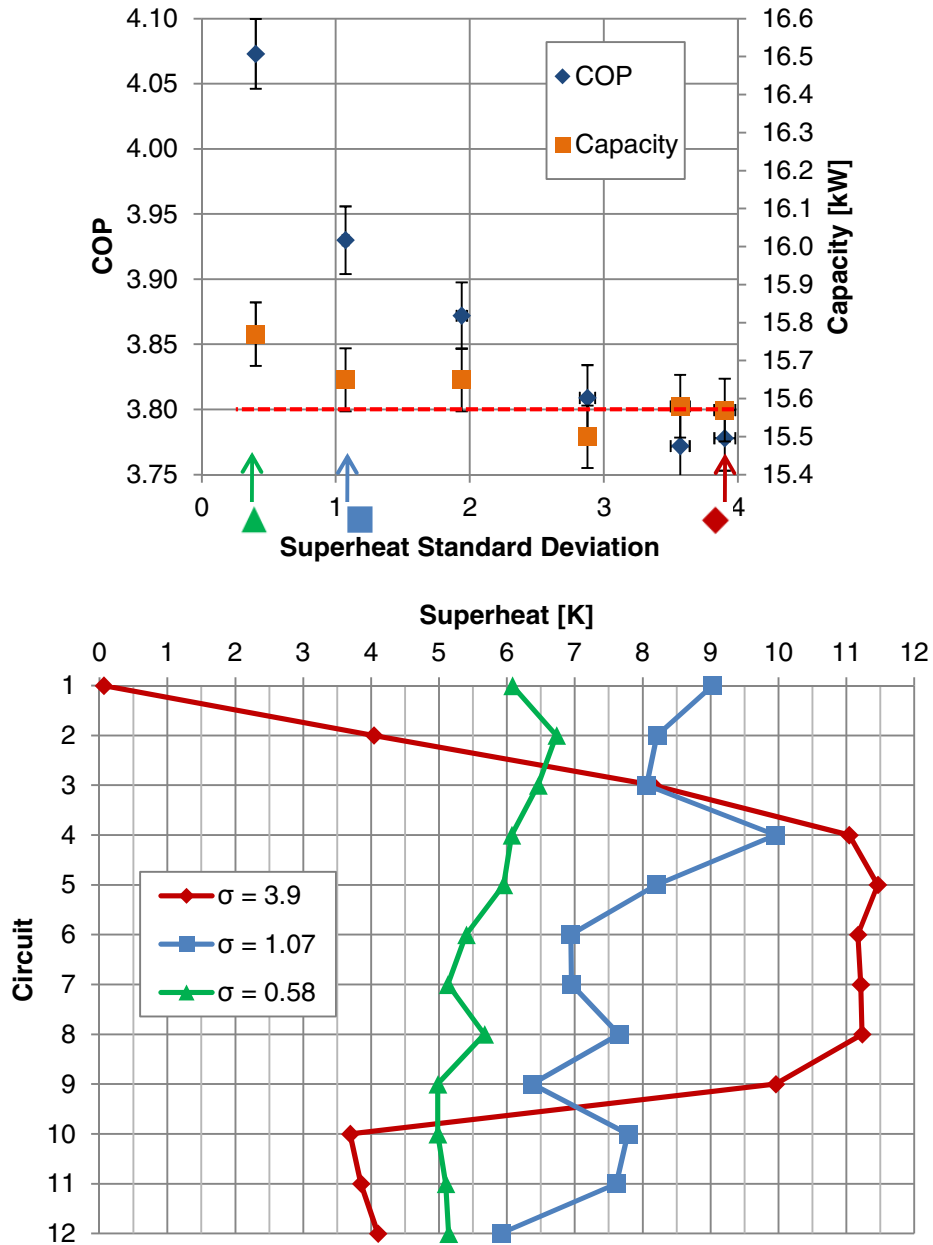 4.10
4.05
4.00
3.95
3.90
3.85
3.80
3.75
COP
16.6
16.5
16.4
16.3
16.2
16.1
16.0
15.9
15.8
15.7
15.6
15.5
15.4
Capacity [kW]
COP
Capacity
0 1 2 3 4
Superheat Standard Deviation
Superheat [K]
0 1 2 3 4 5 6 7 8 9 10 11 12
1
2
3
4
5
6
7
8
9
10
11
12
Circuit
σ = 3.9
σ = 1.07
σ = 0.58